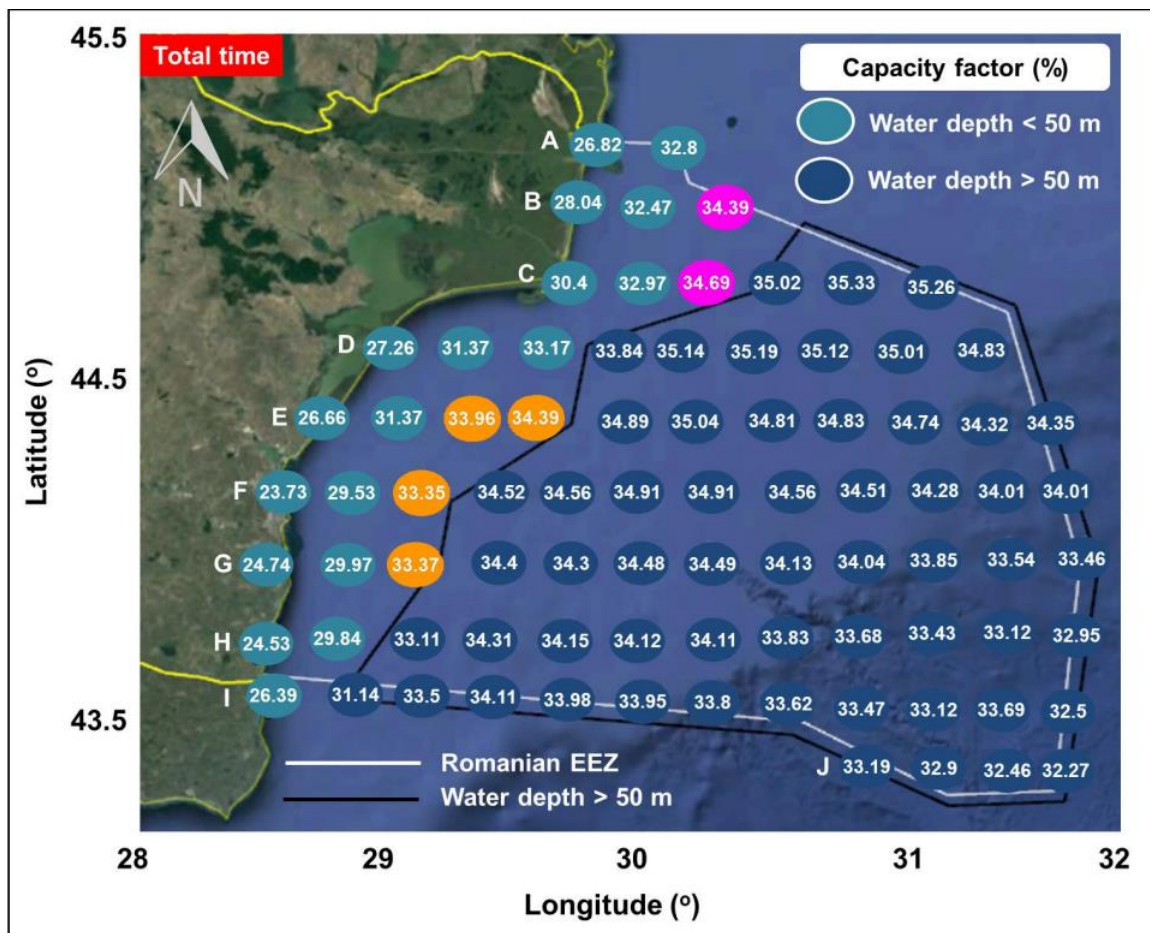 45.5
Total time
Capacity factor (%)
Water depth < 50 m
Water depth > 50 m
N
A 26.82 32.8
B 28.04 32.47 34.39
C 30.4 32.97 34.69 35.02 35.33 35.26
D 27.26 31.37 33.17 33.84 35.14 35.19 35.12 35.01 34.83
44.5
E 26.66 31.37 33.96 34.39 34.89 35.04 34.81 34.83 34.74 34.32 34.35
F 23.73 29.53 33.35 34.52 34.56 34.91 34.91 34.56 34.51 34.28 34.01 34.01
G 24.74 29.97 33.37 34.4 34.3 34.48 34.49 34.13 34.04 33.85 33.54 33.46
H 24.53 29.84 33.11 34.31 34.15 34.12 34.11 33.83 33.68 33.43 33.12 32.95
I 26.39 31.14 33.5 34.11 33.98 33.95 33.8 33.62 33.47 33.12 33.69 32.5
43.5
J 33.19 32.9 32.46 32.27
Romanian EEZ
Water depth > 50 m
Latitude (º)
28 29 30 31 32
Longitude (º)